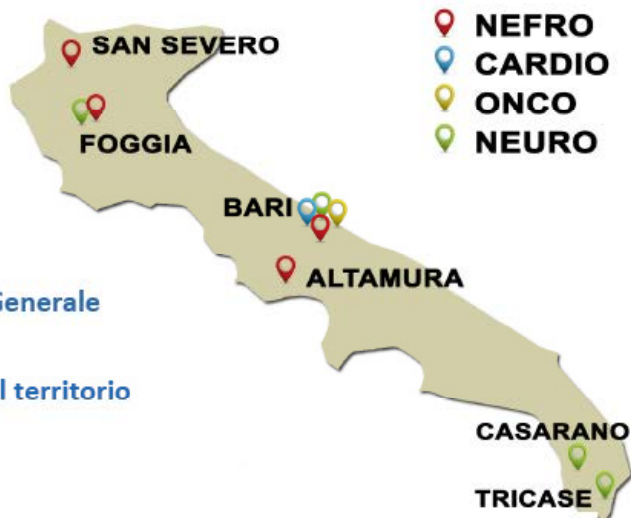 NEFRO
CARDIO
ONCO
NEURO
SAN SEVERO
FOGGIA
BARI
ALTAMURA
Generale
l territorio
CASARANO
TRICASE